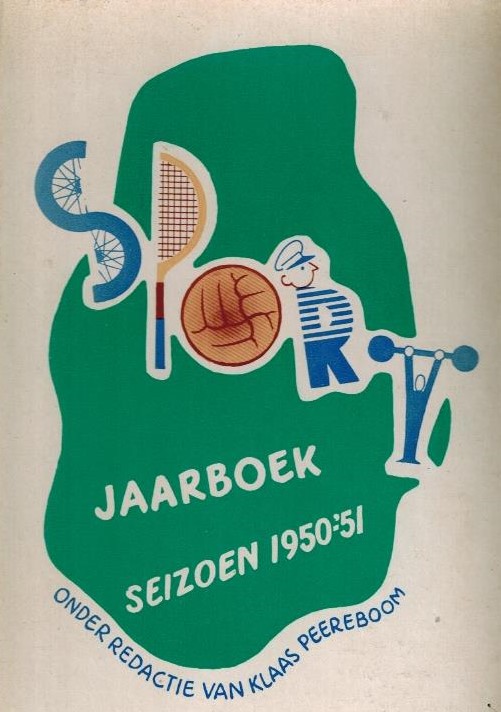 SPORT
JAARBOEK
SEIZOEN 1950-'51
ONDER REDACTIE VAN KLAAS PEEREBOOM